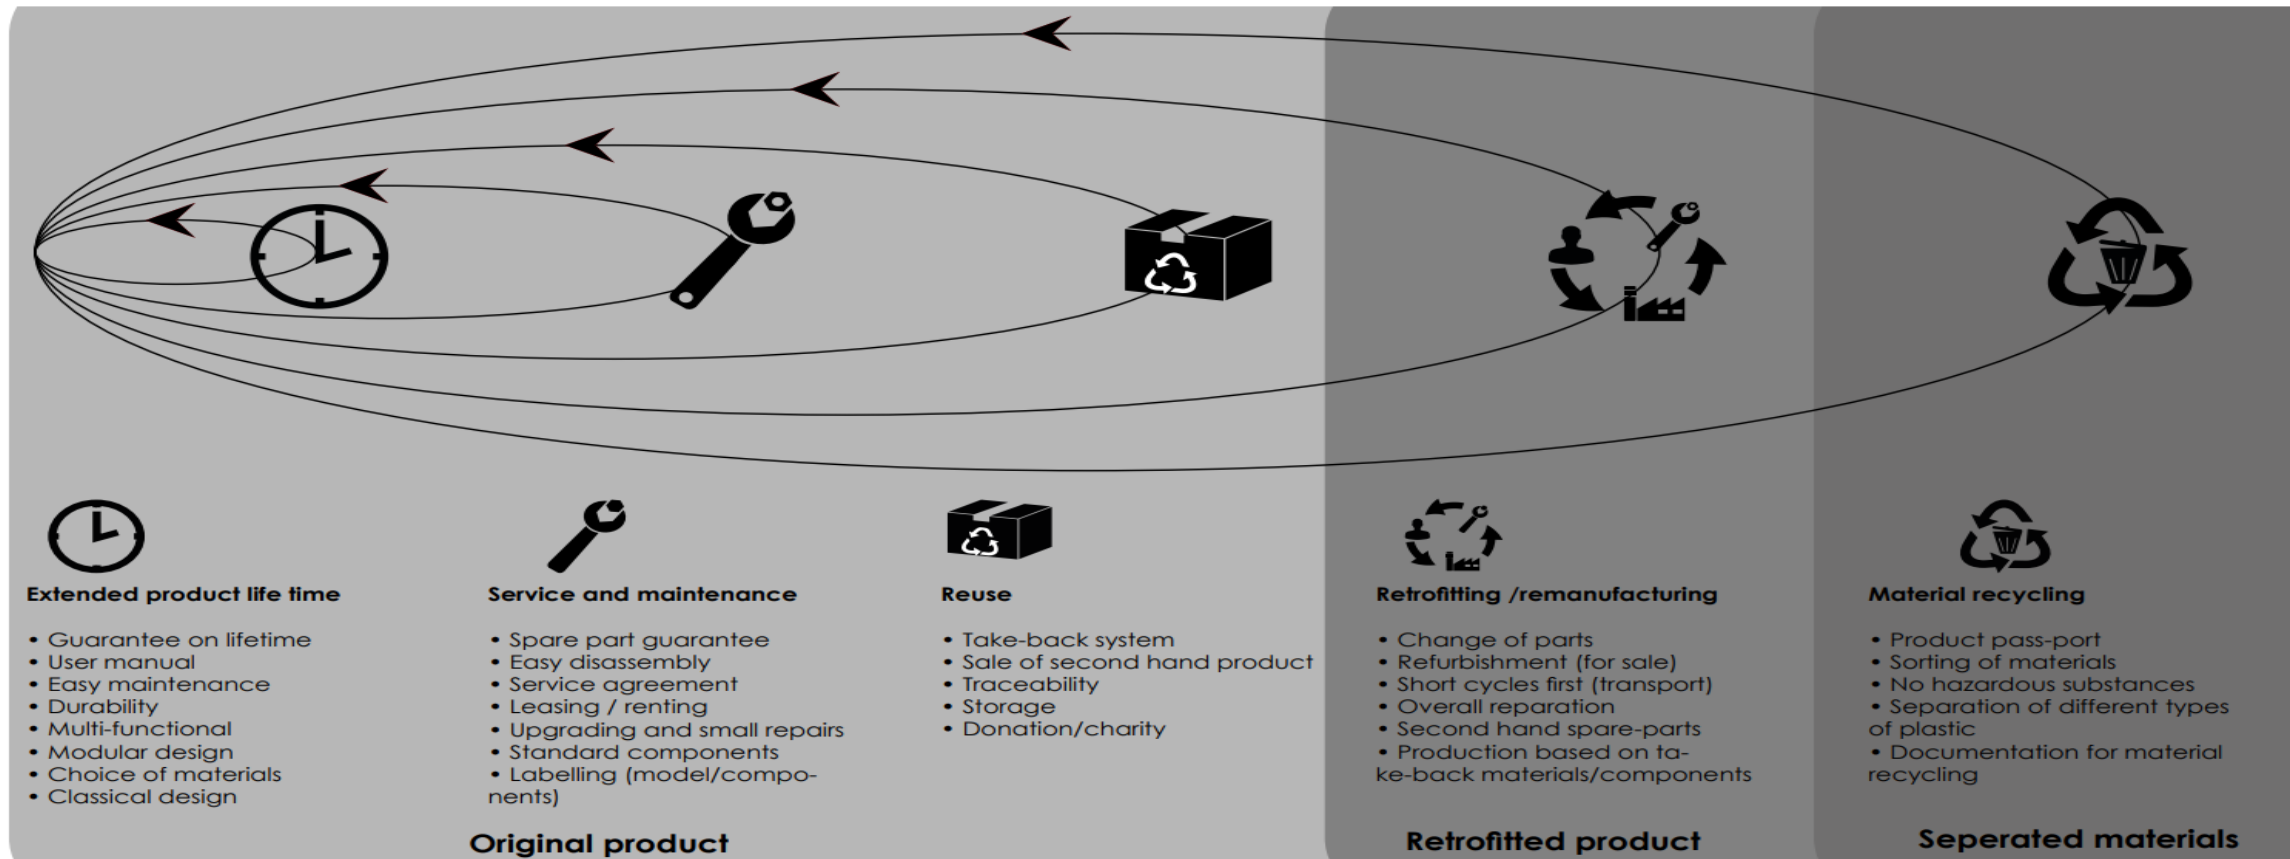 Extended product life time
• Guarantee on lifetime
• User manual
• Easy maintenance
• Durability
• Multi-functional
• Modular design
• Choice of materials
• Classical design
Service and maintenance
• Spare part guarantee
• Easy disassembly
• Service agreement
• Leasing / renting
• Upgrading and small repairs
• Standard components
• Labelling (model/compo-
nents)
Reuse
• Take-back system
• Sale of second hand product
• Traceability
• Storage
• Donation/charity
Retrofitting /remanufacturing
• Change of parts
• Refurbishment (for sale)
• Short cycles first (transport)
• Overall reparation
• Second hand spare-parts
• Production based on ta-
ke-back materials/components
Material recycling
• Product pass-port
• Sorting of materials
• No hazardous substances
• Separation of different types
of plastic
• Documentation for material
recycling
Original product
Retrofitted product
Seperated materials